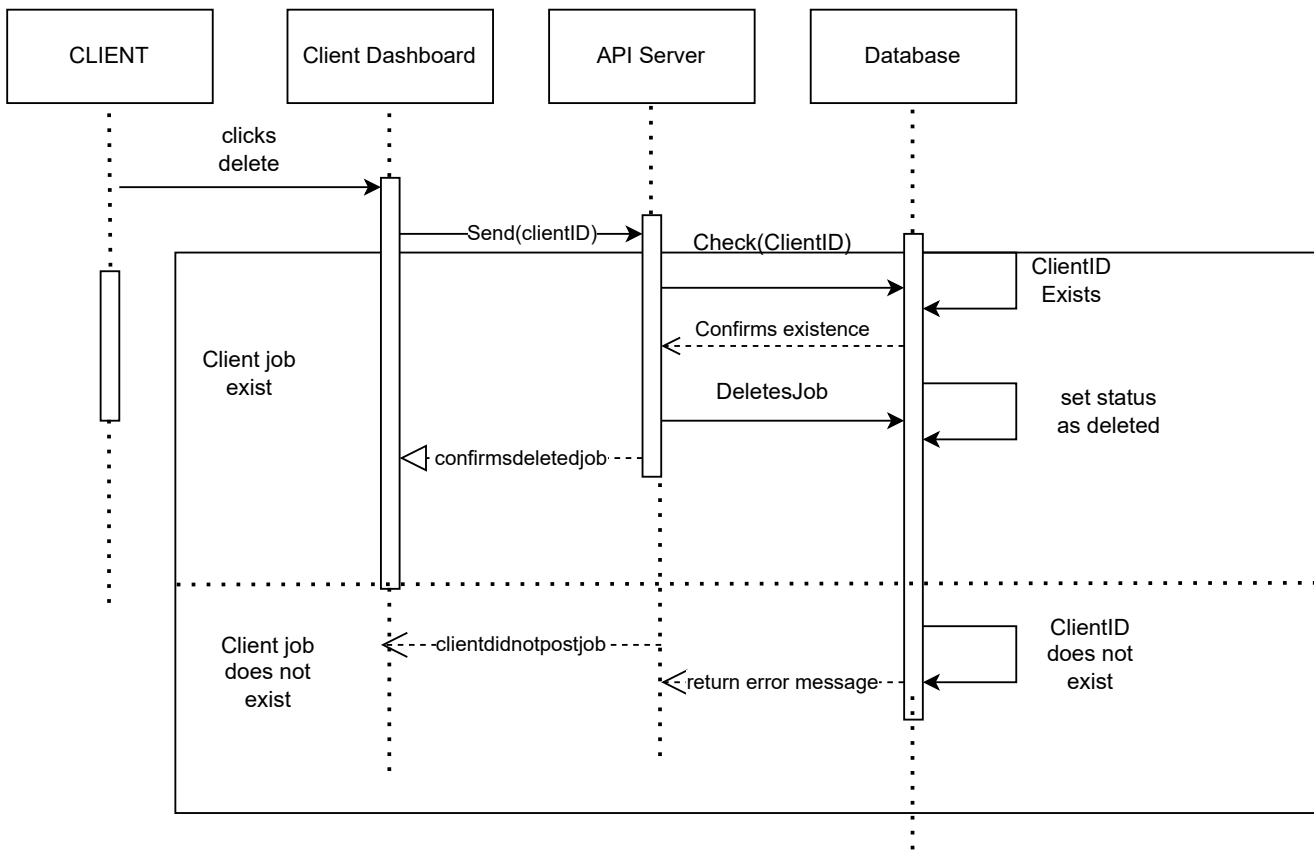 CLIENT
Client Dashboard
API Server
Database
clicks
delete
Send(clientID)
Check(ClientID)
ClientID
Exists
Confirms existence
Client job
exist
DeletesJob
set status
as deleted
confirmsdeletedjob
Client job
does not
exist
clientdidnotpostjob
ClientID
does not
exist
return error message